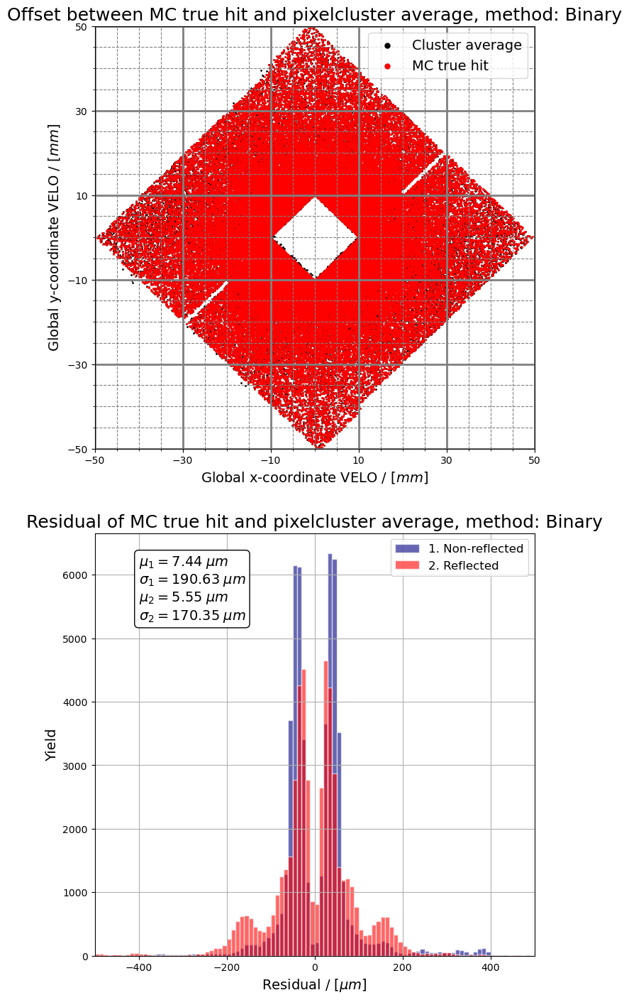 Offset between MC true hit and pixelcluster average, method: Binary
50
30
10
−10
−30
−50
Global y-coordinate VELO / [mm]
Cluster average
MC true hit
−50
−30
−10
10
30
50
Global x-coordinate VELO / [mm]
Residual of MC true hit and pixelcluster average, method: Binary
μ1 = 7.44 μm
σ1 = 190.63 μm
μ2 = 5.55 μm
σ2 = 170.35 μm
1. Non-reflected
2. Reflected
6000
5000
4000
3000
2000
1000
0
Yield
−400
−200
0
200
400
Residual / [μm]